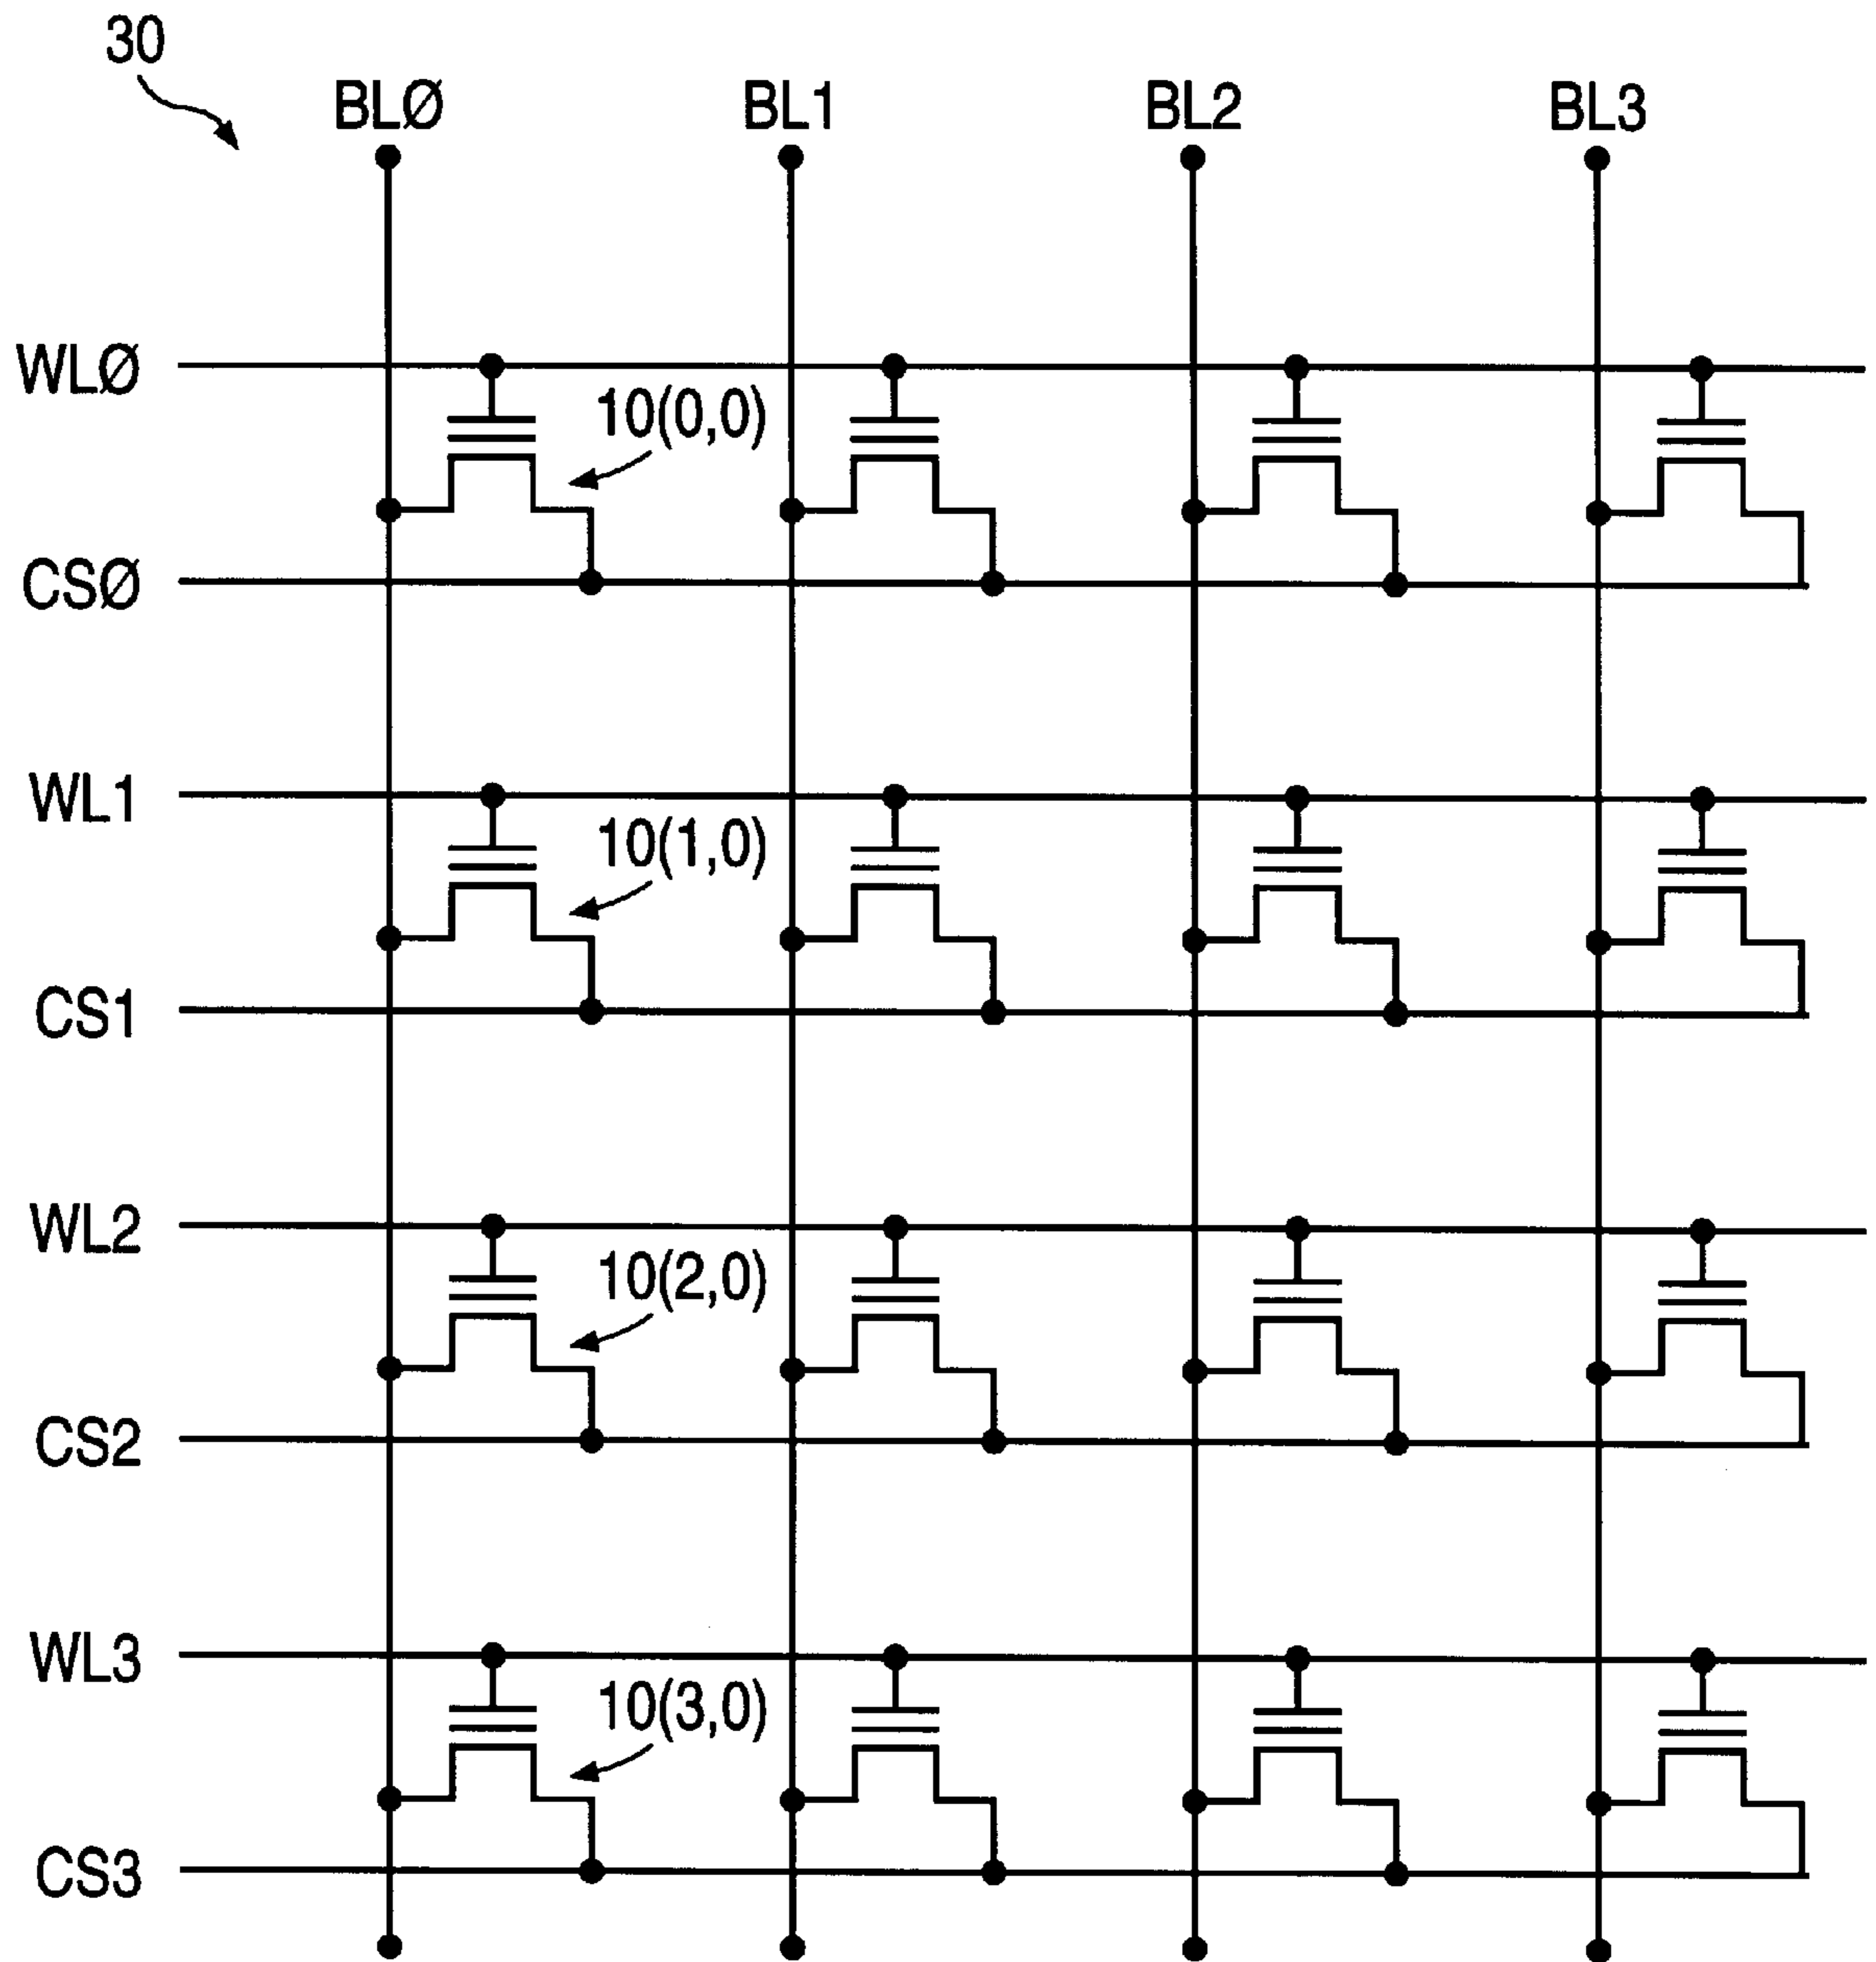 30
BLØ BL1 BL2 BL3
WLØ
10(0,0)
CSØ
WL1
10(1,0)
CS1
WL2
10(2,0)
CS2
WL3
10(3,0)
CS3